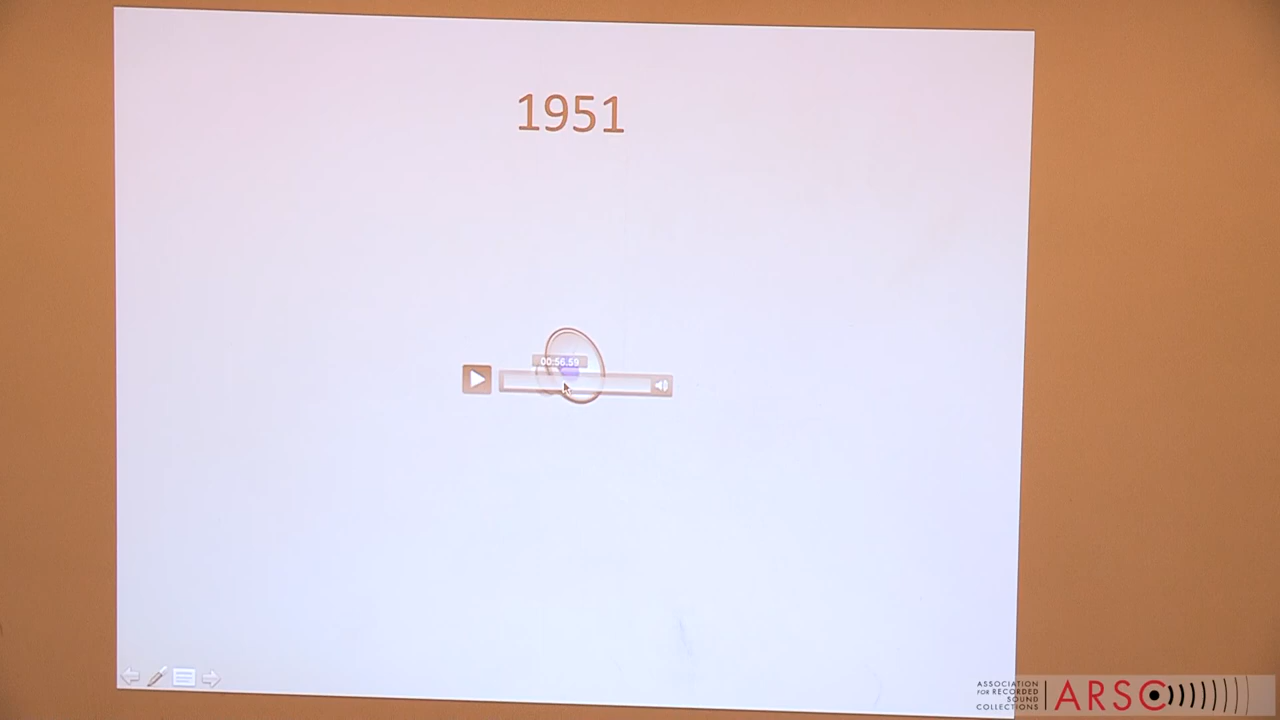 1951
00:56.59
ASSOCIATION
FOR RECORDED
SOUND
COLLECTIONS
ARSC